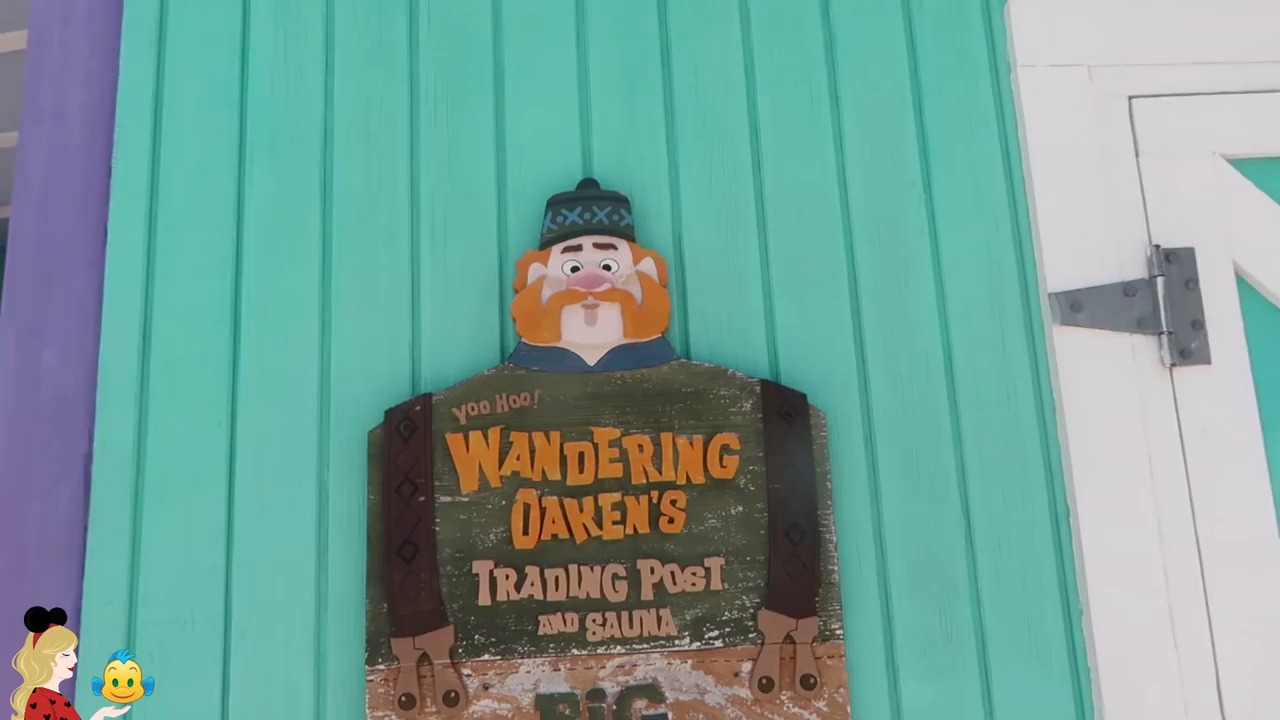 YOO HOO!
WANDERING
OAKEN'S
TRADING POST
AND SAUNA
BIG